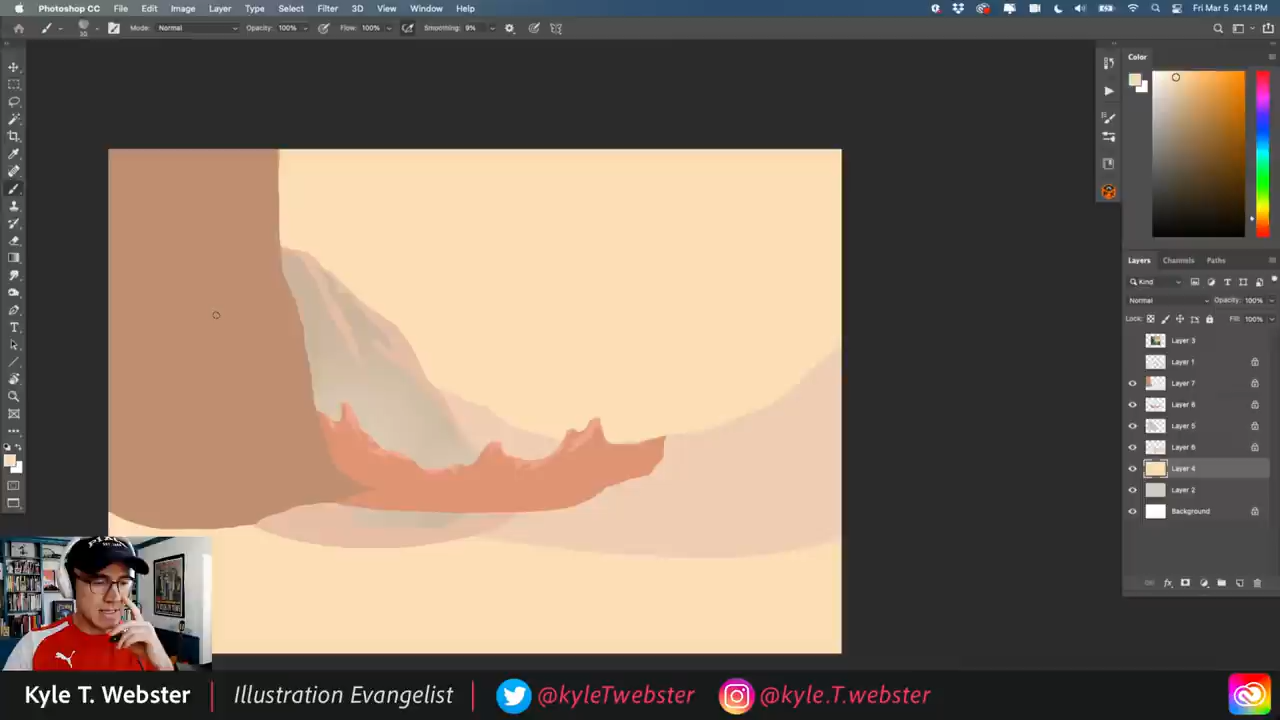 Photoshop CC File Edit Image Layer Type Select Filter 3D View Window Help Fri Mar 5 4:14 PM
30 Mode: Normal Opacity: 100% Flow: 100% Smoothing: 9%
Color
Layers Channels Paths
Kind
Normal Opacity: 100%
Lock: Fill: 100%
Layer 3
Layer 1
Layer 7
Layer 6
Layer 5
Layer 6
Layer 4
Layer 2
Background
Kyle T. Webster | Illustration Evangelist | @kyleTwebster @kyle.T.webster